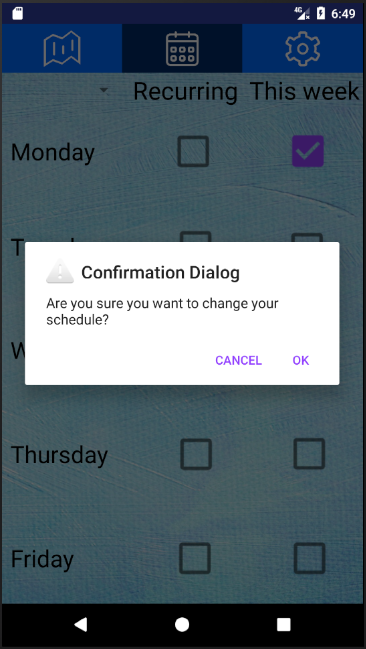 4G
6:49
Recurring This week
Monday
Confirmation Dialog
Are you sure you want to change your
schedule?
CANCEL OK
Thursday
Friday